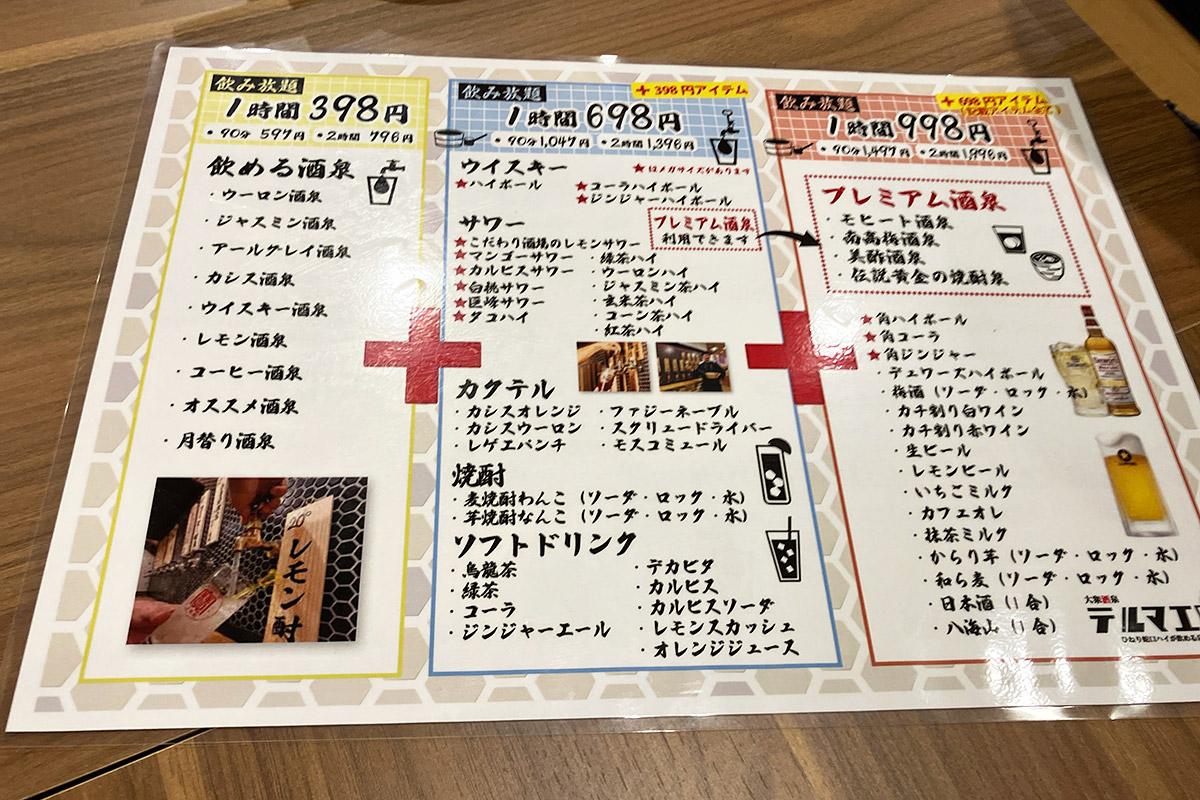 飲み放題
1時間398円
・90分 597円 ・2時間 796円
飲める酒泉
・ウーロン酒泉
・ジャスミン酒泉
・アールグレイ酒泉
・カシス酒泉
・ウイスキー酒泉
・レモン酒泉
・コーヒー酒泉
・オススメ酒泉
・月替り酒泉
20°
レモン酎
飲み放題
+398円アイテム
1時間698円
・90分 1,047円 ・2時間 1,396円
ウイスキー
★はメガサイズがあります
★ハイボール
★コーラハイボール
★ジンジャーハイボール
サワー
プレミアム酒泉
利用できます
★こだわり酒場のレモンサワー
★マンゴーサワー
★カルピスサワー
★白桃サワー
★巨峰サワー
★タコハイ
・緑茶ハイ
・ウーロンハイ
・ジャスミン茶ハイ
・玄米茶ハイ
・コーン茶ハイ
・紅茶ハイ
カクテル
・カシスオレンジ
・カシスウーロン
・レゲエパンチ
・ファジーネーブル
・スクリュードライバー
・モスコミュール
焼酎
・麦焼酎わんこ（ソーダ・ロック・水）
・芋焼酎なんこ（ソーダ・ロック・水）
ソフトドリンク
・烏龍茶
・緑茶
・コーラ
・ジンジャーエール
・デカビタ
・カルピス
・カルピスソーダ
・レモンスカッシュ
・オレンジジュース
飲み放題
+698円アイテム
1時間998円
・90分 1,497円 ・2時間 1,996円
プレミアム酒泉
・モヒート酒泉
・南高梅酒泉
・美酢酒泉
・伝説黄金の焼酎泉
★角ハイボール
★角コーラ
★角ジンジャー
・デュワーズハイボール
・梅酒（ソーダ・ロック・水）
・カチ割り白ワイン
・カチ割り赤ワイン
・生ビール
・レモンビール
・いちごミルク
・カフェオレ
・抹茶ミルク
・からり芋（ソーダ・ロック・水）
・和ら麦（ソーダ・ロック・水）
・日本酒（1合）
・八海山（1合）
大衆酒泉
テルマエ
ひねり蛇口ハイが飲める